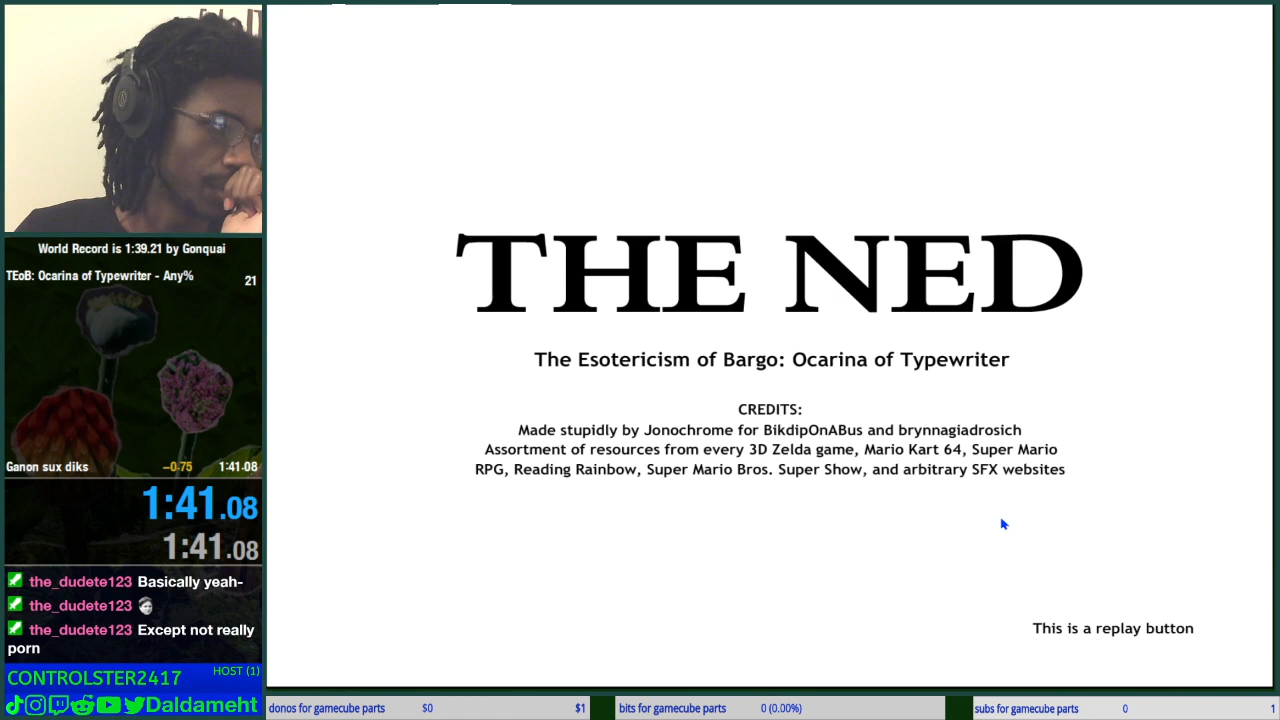 World Record is 1:39.21 by Gonquai
TEoB: Ocarina of Typewriter - Any%
21
Ganon sux diks -0.75 1:41.08
1:41.08
1:41.08
the_dudete123 Basically yeah-
the_dudete123
the_dudete123 Except not really
porn
CONTROLSTER2417 HOST (1)
Daldameht
THE NED
The Esotericism of Bargo: Ocarina of Typewriter
CREDITS:
Made stupidly by Jonochrome for BikdipOnABus and brynnagiadrosich
Assortment of resources from every 3D Zelda game, Mario Kart 64, Super Mario
RPG, Reading Rainbow, Super Mario Bros. Super Show, and arbitrary SFX websites
This is a replay button
donos for gamecube parts $0 $1
bits for gamecube parts 0 (0.00%)
subs for gamecube parts 0 1